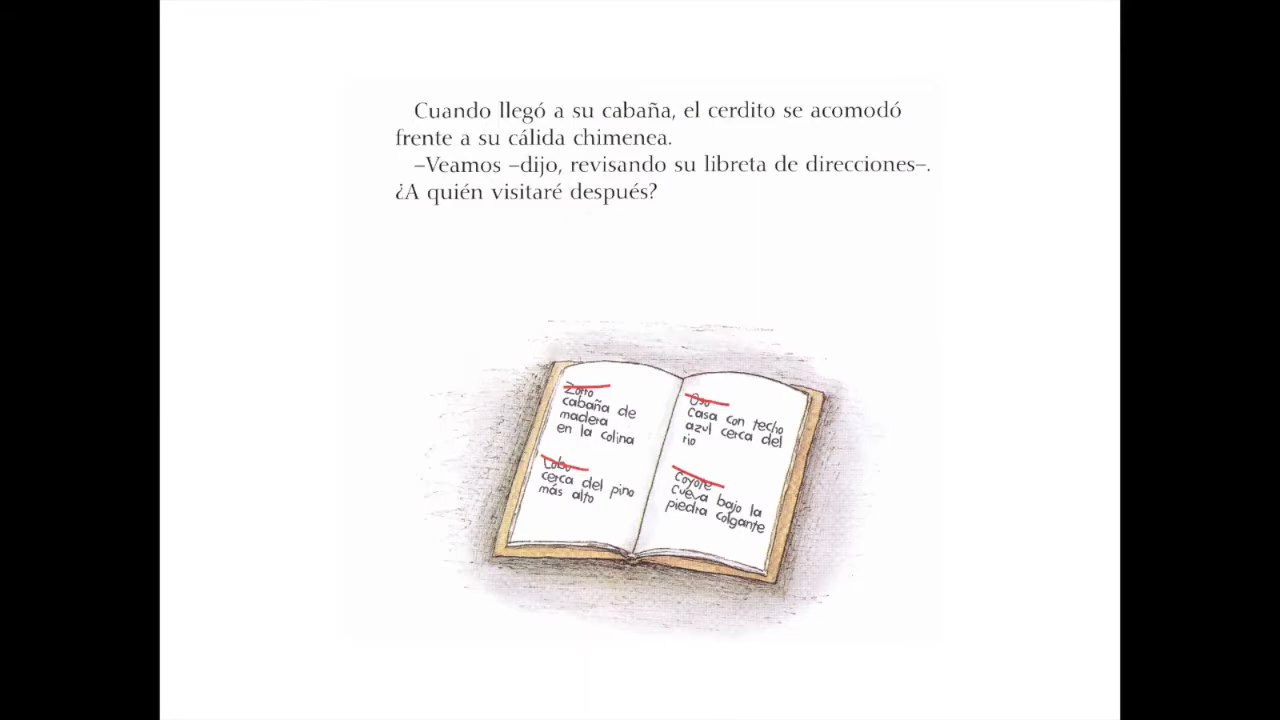 Cuando llegó a su cabaña, el cerdito se acomodó
frente a su cálida chimenea.
–Veamos –dijo, revisando su libreta de direcciones–.
¿A quién visitaré después?
Zorro
cabaña de
madera
en la colina
Lobo
cerca del pino
más alto
Oso
Casa con techo
azul cerca del
rio
Coyote
cueva bajo la
piedra colgante